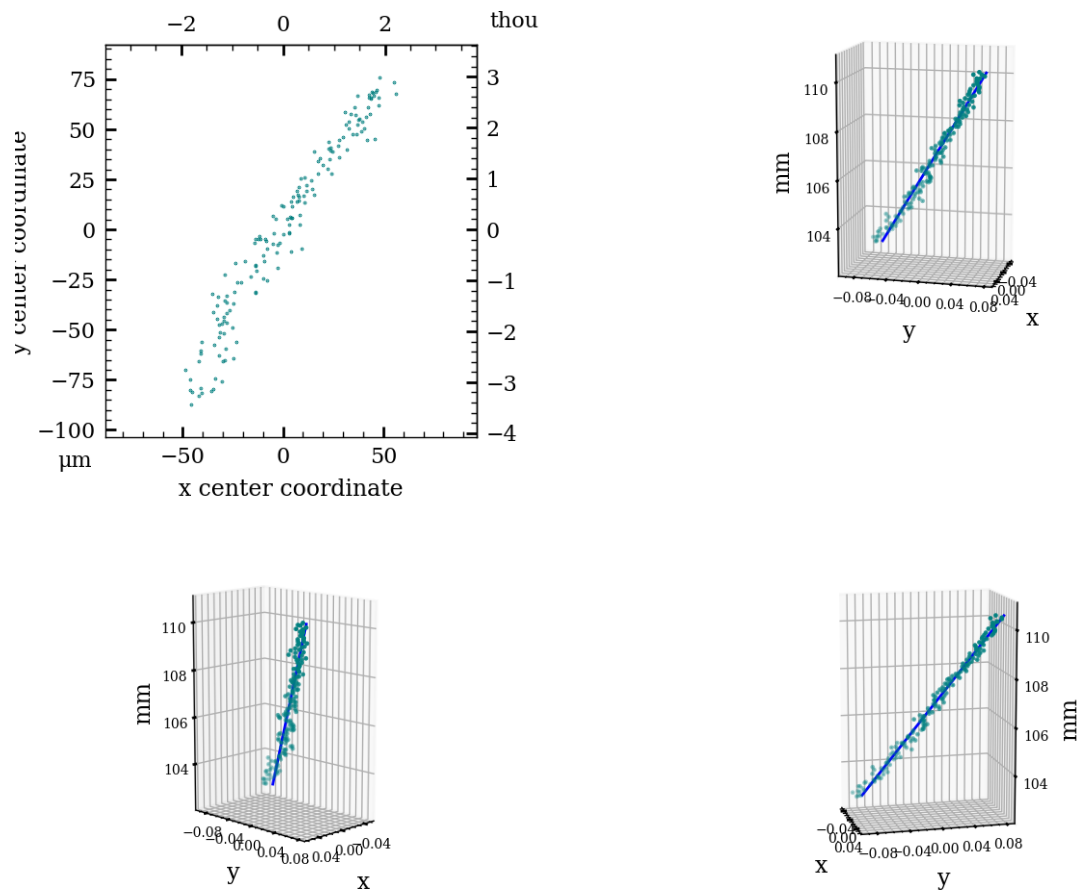 −2 0 2 thou
75 3
50 2
25 1
0 0
−25 −1
−50 −2
−75 −3
−100 −4
y center coordinate
μm −50 0 50
x center coordinate
110
108
106
104
mm
−0.08 −0.04 0.00 0.04 0.08
y
−0.04 0.00 0.04
x
110
108
106
104
mm
−0.08 −0.04 0.00 0.04 0.08
y
0.04 0.00 −0.04
x
110
108
106
104
mm
−0.04 0.00 0.04
x
−0.08 −0.04 0.00 0.04 0.08
y